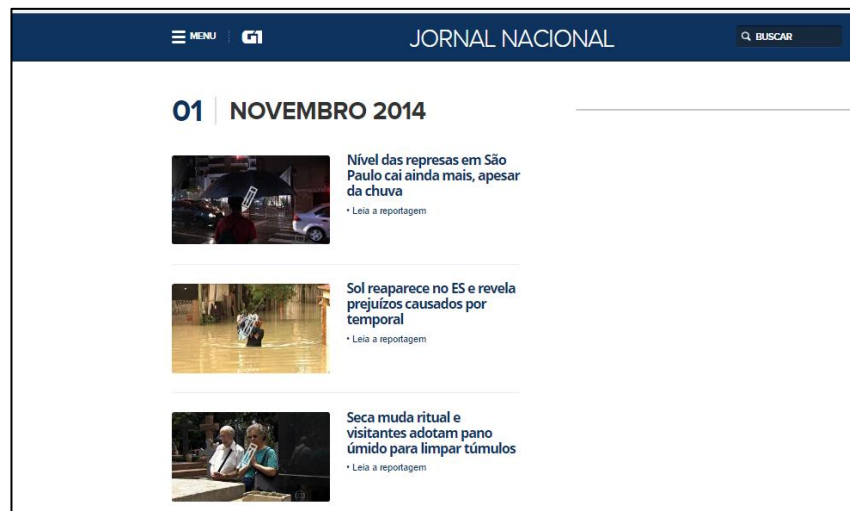 MENU
G1
JORNAL NACIONAL
BUSCAR
01 NOVEMBRO 2014
Nível das represas em São
Paulo cai ainda mais, apesar
da chuva
• Leia a reportagem
Sol reaparece no ES e revela
prejuízos causados por
temporal
• Leia a reportagem
Seca muda ritual e
visitantes adotam pano
úmido para limpar túmulos
• Leia a reportagem